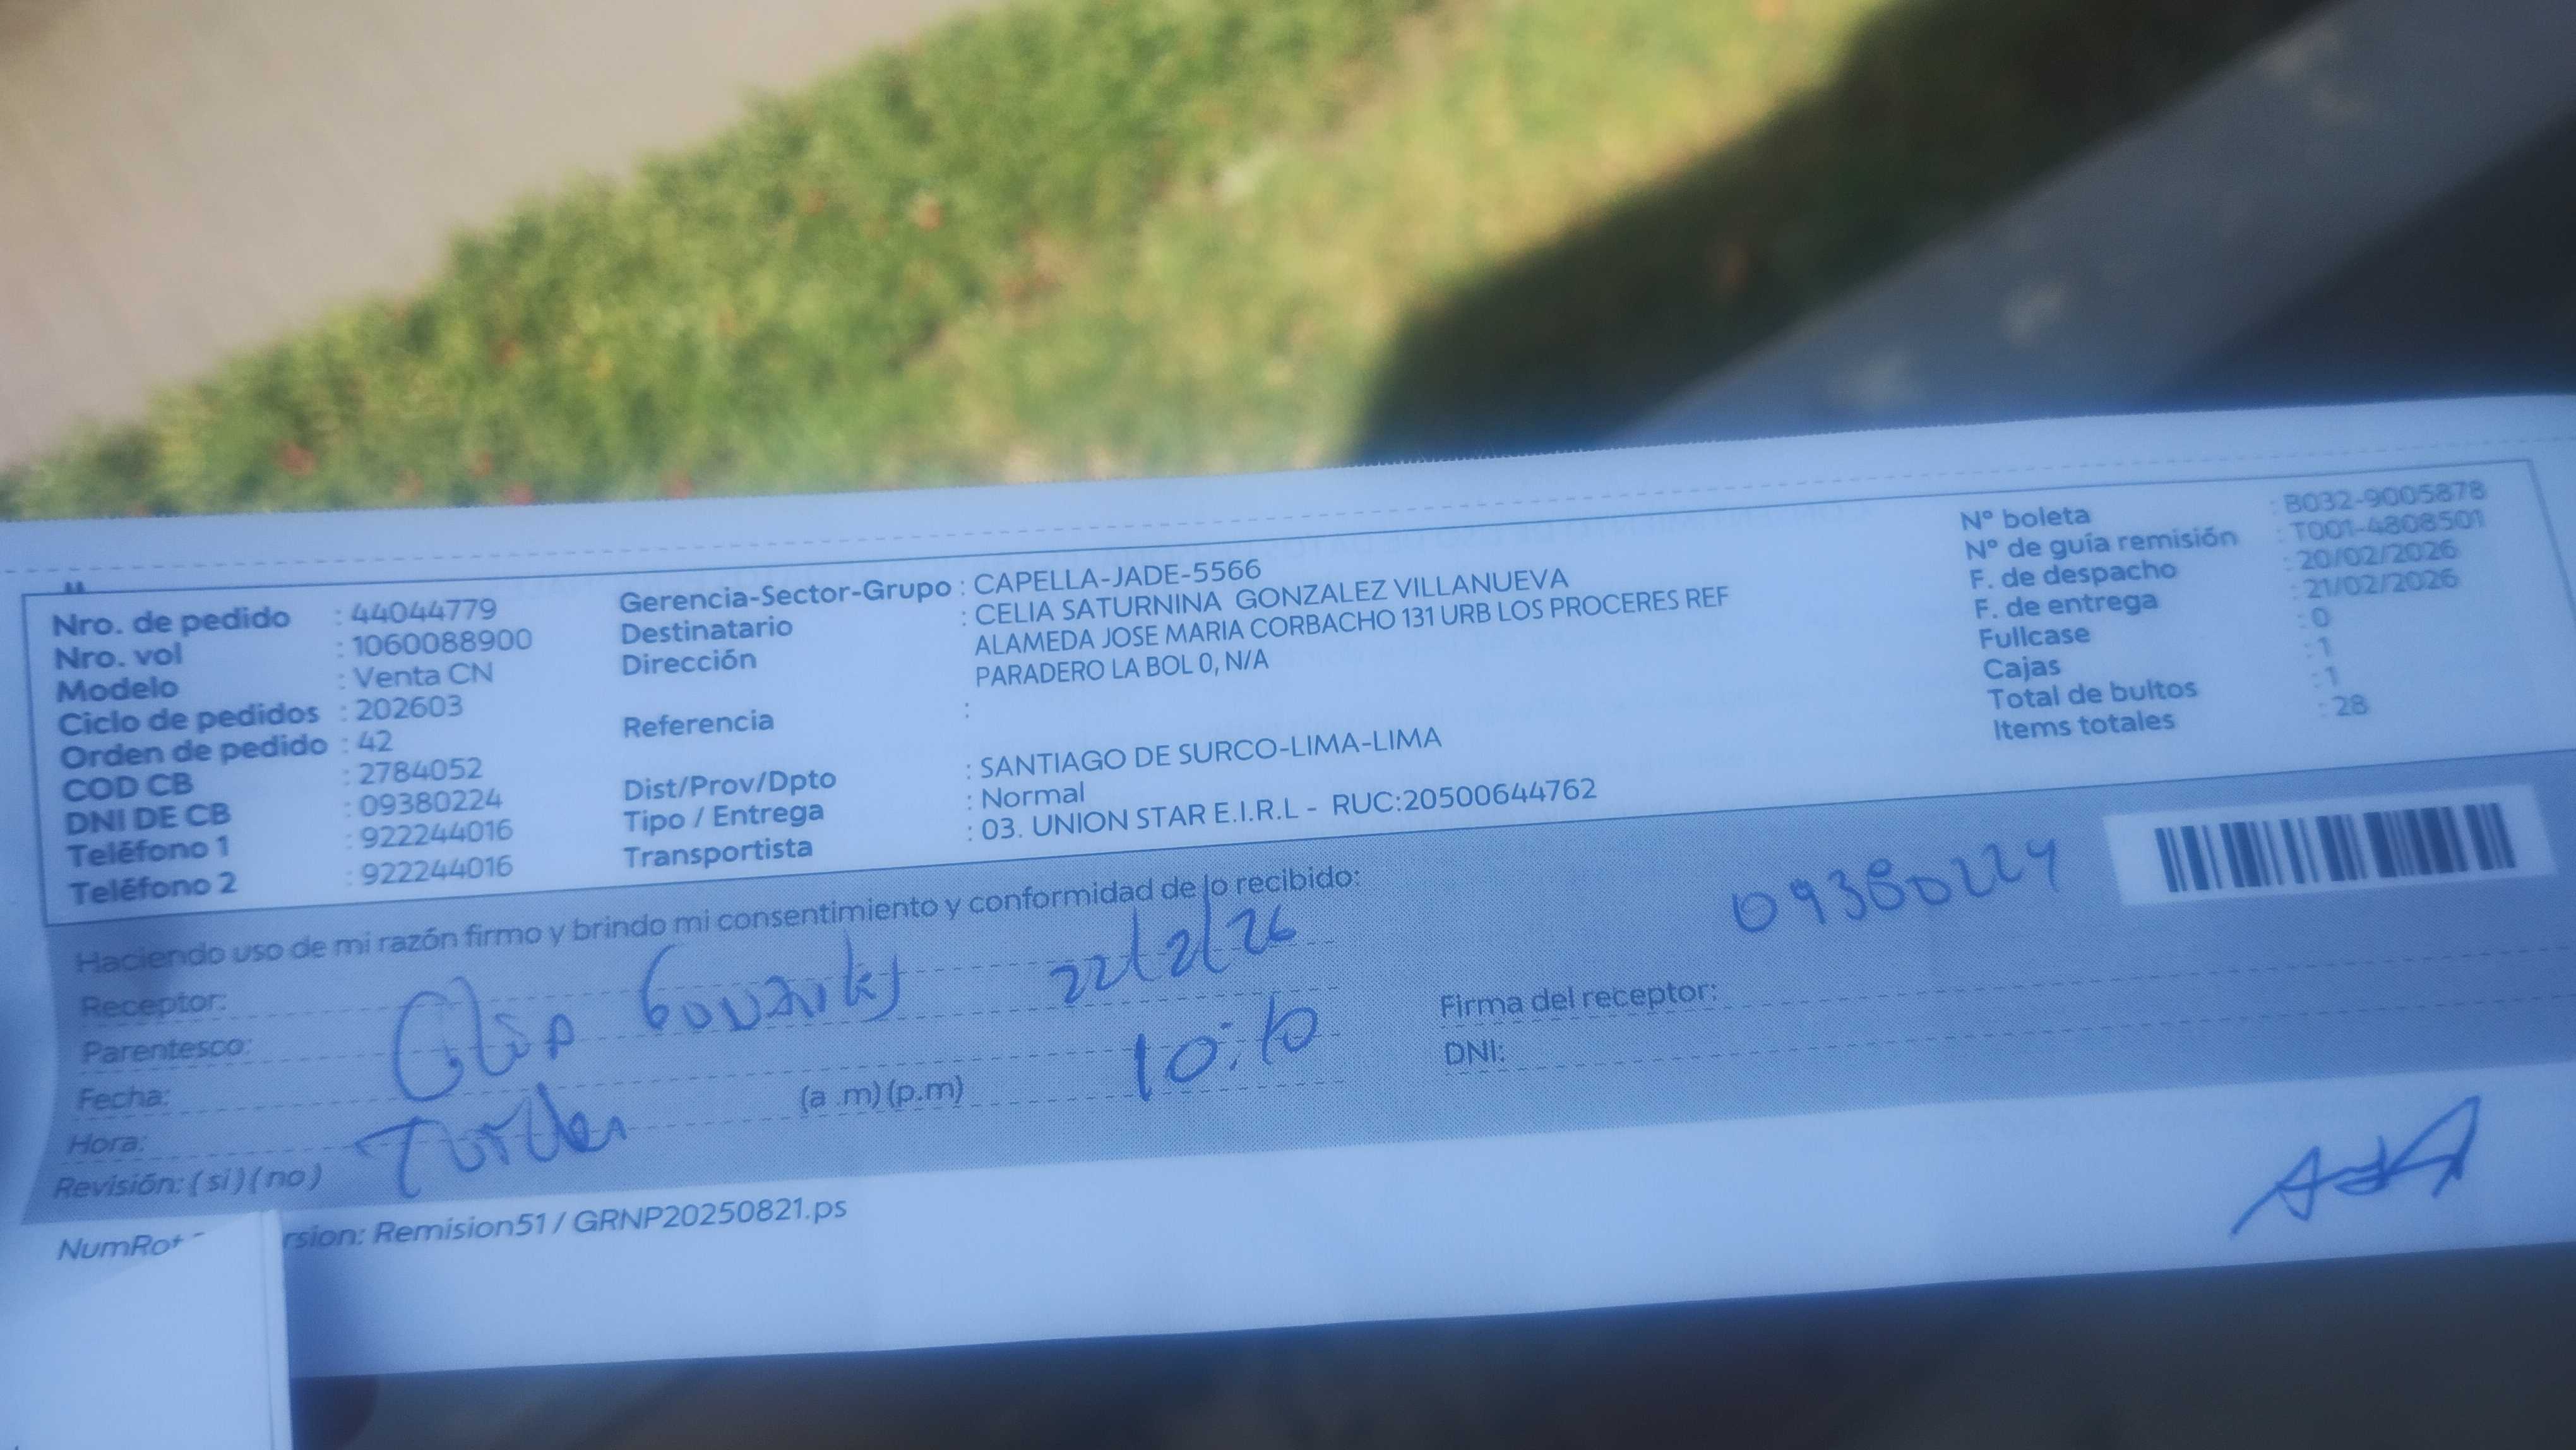 Nro. de pedido : 44044779
Nro. vol : 1060088900
Modelo : Venta CN
Ciclo de pedidos : 202603
Orden de pedido : 42
COD CB : 2784052
DNI DE CB : 09380224
Teléfono 1 : 922244016
Teléfono 2 : 922244016
Gerencia-Sector-Grupo : CAPELLA-JADE-5566
Destinatario : CELIA SATURNINA GONZALEZ VILLANUEVA
Dirección ALAMEDA JOSE MARIA CORBACHO 131 URB LOS PROCERES REF
PARADERO LA BOL 0, N/A
Referencia :
Dist/Prov/Dpto : SANTIAGO DE SURCO-LIMA-LIMA
Tipo / Entrega : Normal
Transportista : 03. UNION STAR E.I.R.L - RUC:20500644762
N° boleta : B032-9005878
N° de guía remisión : T001-4808501
F. de despacho : 20/02/2026
F. de entrega : 21/02/2026
Fullcase : 0
Cajas : 1
Total de bultos : 1
Items totales : 28
Haciendo uso de mi razón firmo y brindo mi consentimiento y conformidad de lo recibido:
09380224
Receptor: 22/2/26
Parentesco:
Fecha: (a .m) (p.m) 10:10
Hora:
Revisión: ( si ) ( no )
Firma del receptor:
DNI:
rsion: Remision51 / GRNP20250821.ps